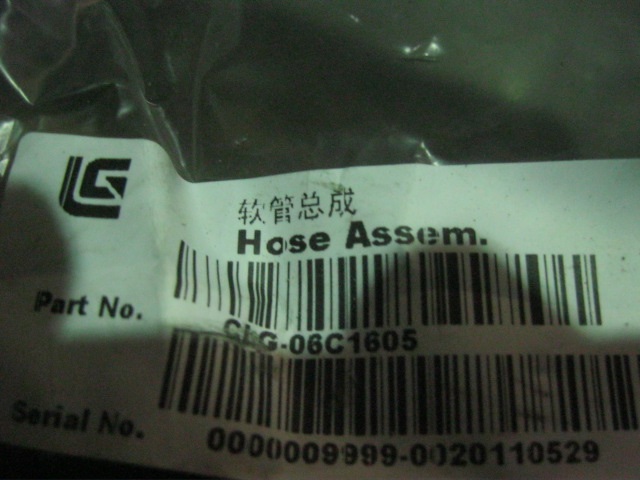 LG
软管总成
Hose Assem.
Part No.
CLG-06C1605
Serial No.
0000009999-0020110529